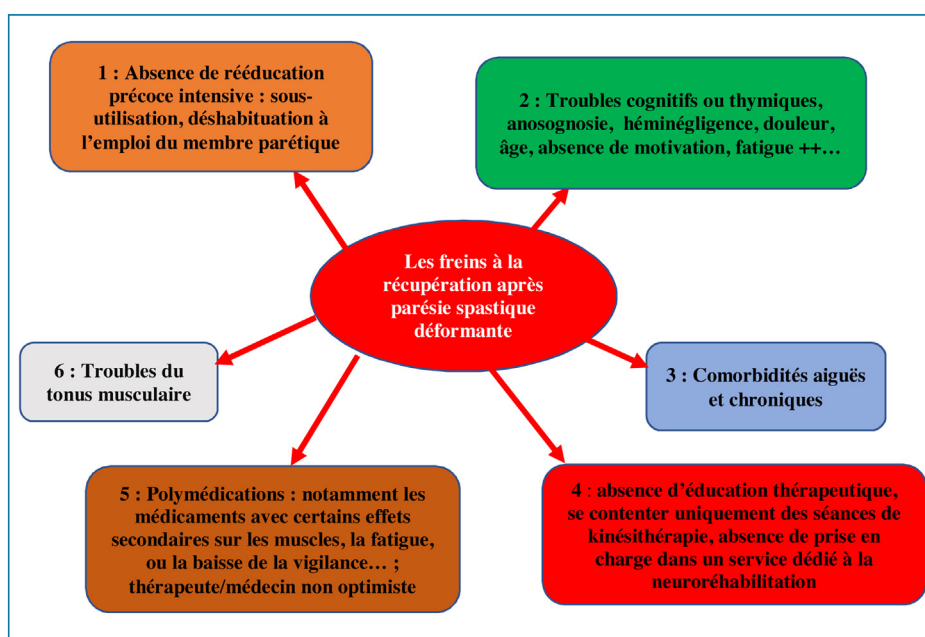 1 : Absence de rééducation
précoce intensive : sous-
utilisation, déshabituation à
l’emploi du membre parétique
2 : Troubles cognitifs ou thymiques,
anosognosie, héminégligence, douleur,
âge, absence de motivation, fatigue ++…
Les freins à la
récupération après
parésie spastique
déformante
6 : Troubles du
tonus musculaire
3 : Comorbidités aiguës
et chroniques
5 : Polymédications : notamment les
médicaments avec certains effets
secondaires sur les muscles, la fatigue,
ou la baisse de la vigilance… ;
thérapeute/médecin non optimiste
4 : absence d’éducation thérapeutique,
se contenter uniquement des séances de
kinésithérapie, absence de prise en
charge dans un service dédié à la
neuroréhabilitation